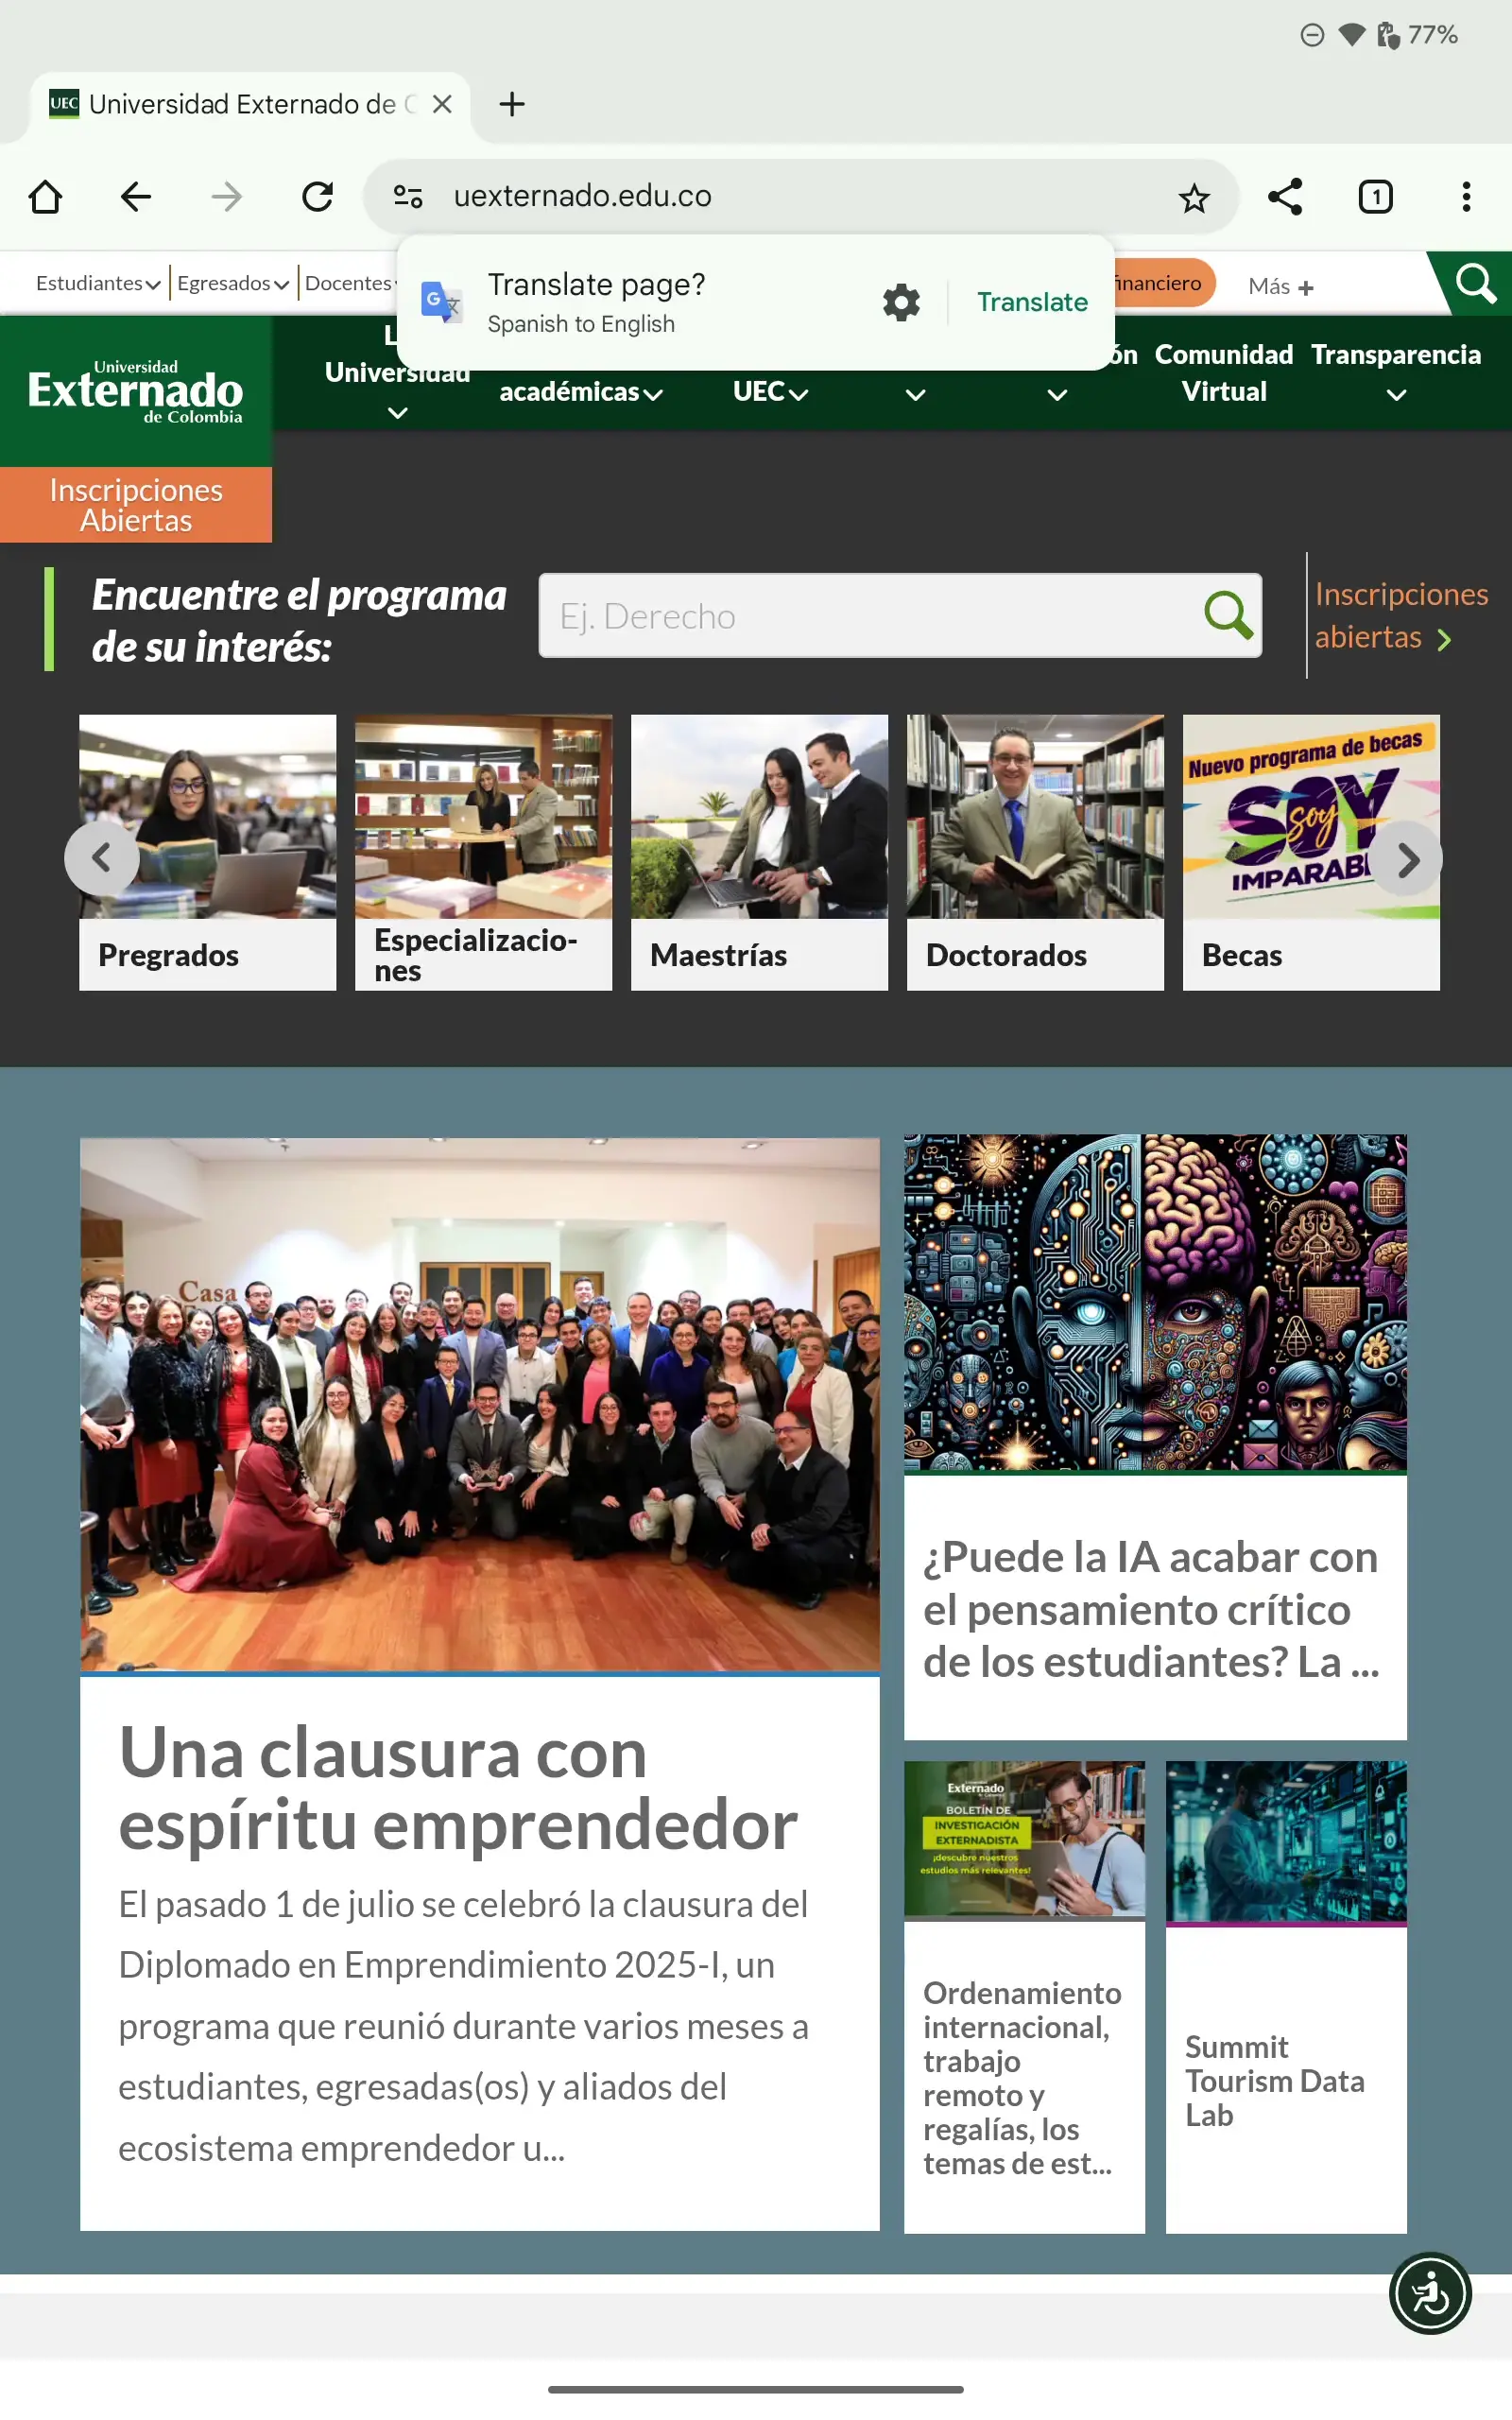 77%
UEC Universidad Externado de C
uexternado.edu.co
1
Translate page?
Spanish to English
Translate
Estudiantes
Egresados
Docentes
inanciero
Más +
Universidad
Externado
de Colombia
Universidad
académicas
UEC
ón
Comunidad
Virtual
Transparencia
Inscripciones
Abiertas
Encuentre el programa
de su interés:
Ej. Derecho
Inscripciones
abiertas
Nuevo programa de becas
SOY
soy
IMPARABL
Pregrados
Especializacio-
nes
Maestrías
Doctorados
Becas
Casa
Una clausura con
espíritu emprendedor
El pasado 1 de julio se celebró la clausura del
Diplomado en Emprendimiento 2025-I, un
programa que reunió durante varios meses a
estudiantes, egresadas(os) y aliados del
ecosistema emprendedor u...
¿Puede la IA acabar con
el pensamiento crítico
de los estudiantes? La ...
Externado
BOLETÍN DE
INVESTIGACIÓN
EXTERNADISTA
¡descubre nuestros
estudios más relevantes!
Ordenamiento
internacional,
trabajo
remoto y
regalías, los
temas de est...
Summit
Tourism Data
Lab